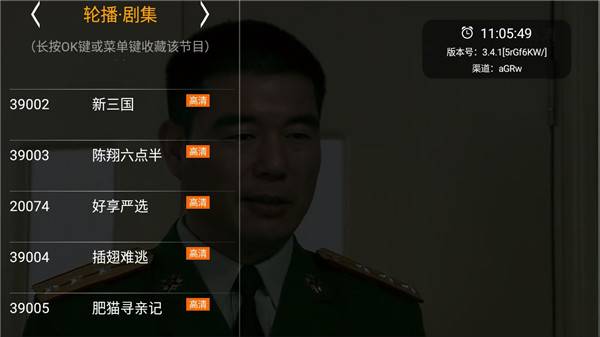 轮播·剧集
（长按OK键或菜单键收藏该节目）
39002 新三国 高清
39003 陈翔六点半 高清
20074 好享严选 高清
39004 插翅难逃 高清
39005 肥猫寻亲记 高清
11:05:49
版本号：3.4.1[5rGf6KW/]
渠道：aGRw